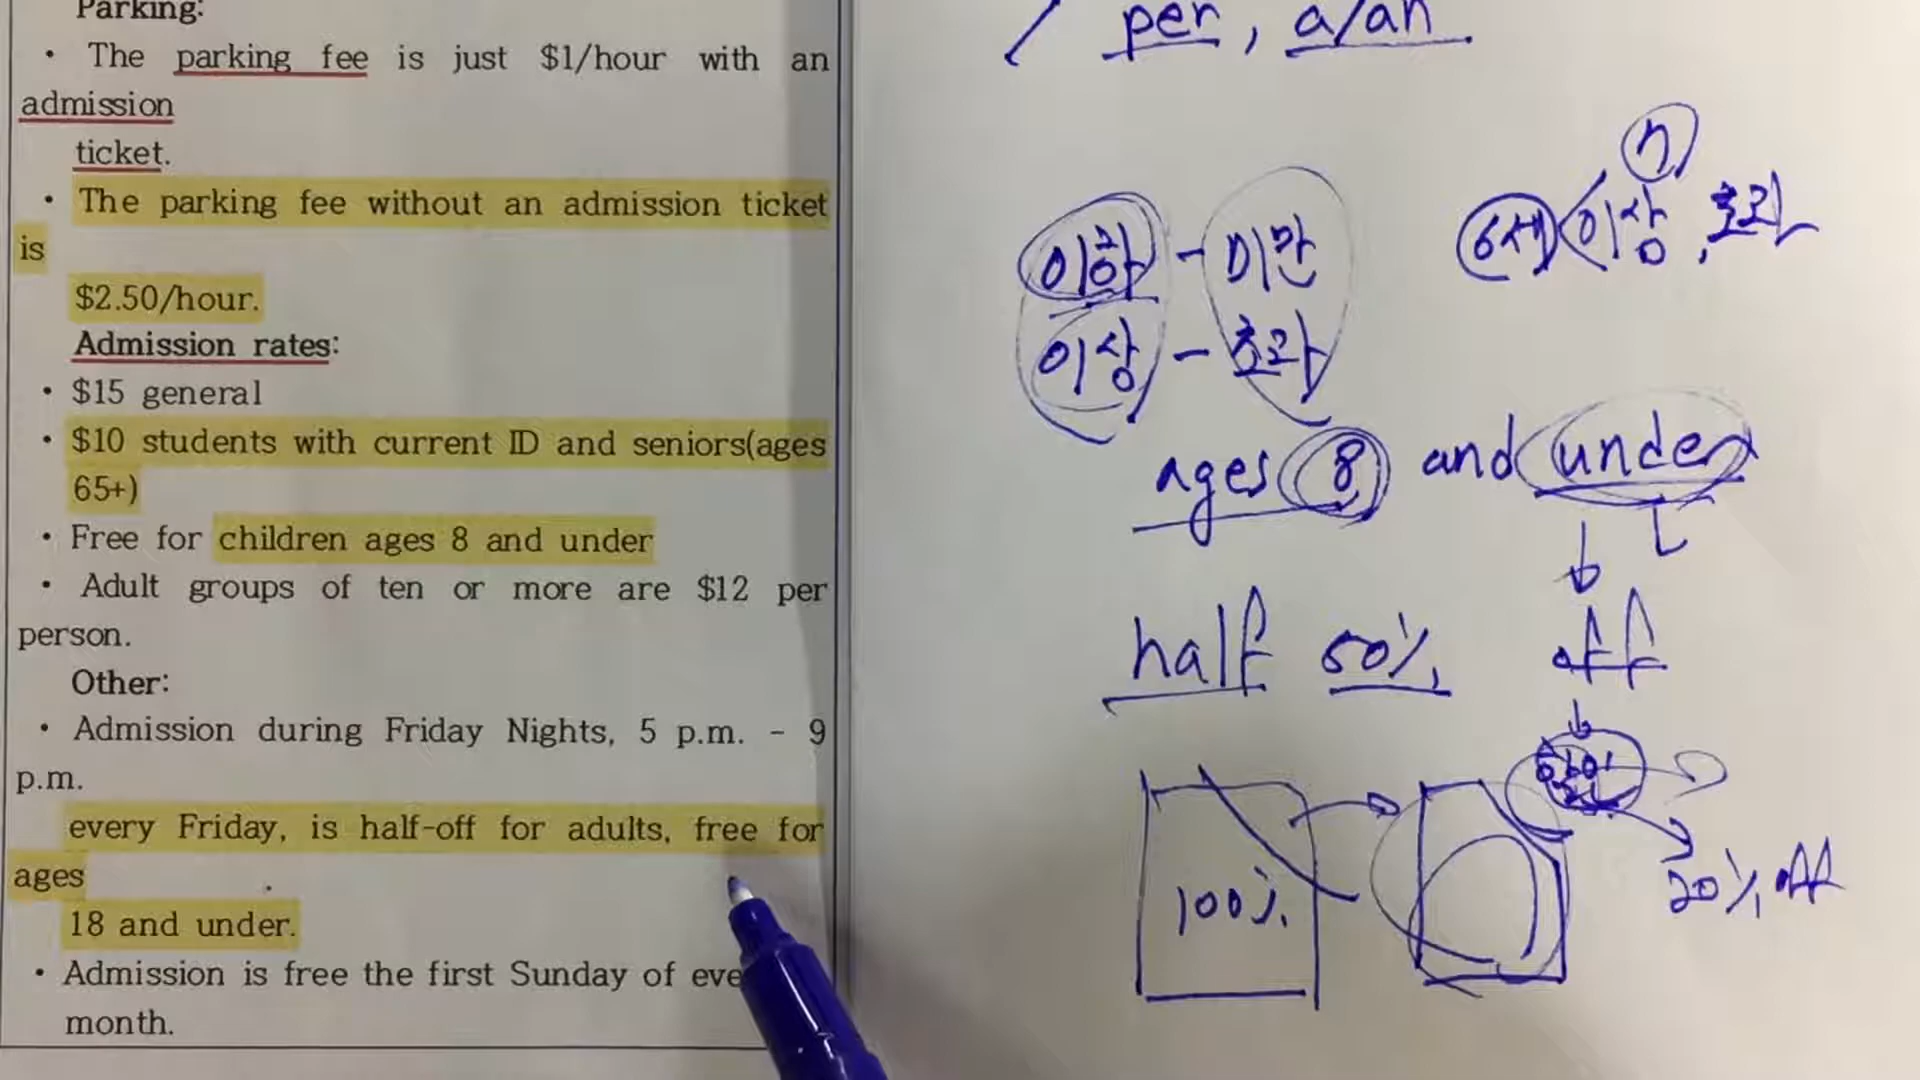 Parking:
· The parking fee is just $1/hour with an
admission
ticket.
· The parking fee without an admission ticket
is
$2.50/hour.
Admission rates:
· $15 general
· $10 students with current ID and seniors(ages
65+)
· Free for children ages 8 and under
· Adult groups of ten or more are $12 per
person.
Other:
· Admission during Friday Nights, 5 p.m. - 9
p.m.
every Friday, is half-off for adults, free for
ages
18 and under.
· Admission is free the first Sunday of eve
month.
/ per, a/an
이하 - 미만
이상 - 초과
6세 이상, 초과
ages 8 and under
half 50% off
100%
20% off